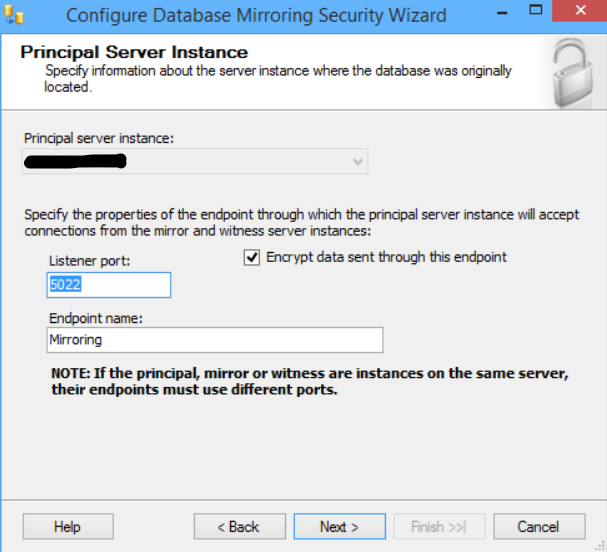 Configure Database Mirroring Security Wizard
Principal Server Instance
Specify information about the server instance where the database was originally
located.
Principal server instance:
Specify the properties of the endpoint through which the principal server instance will accept
connections from the mirror and witness server instances:
Listener port:
Encrypt data sent through this endpoint
5022
Endpoint name:
Mirroring
NOTE: If the principal, mirror or witness are instances on the same server,
their endpoints must use different ports.
Help
< Back
Next >
Finish >>|
Cancel